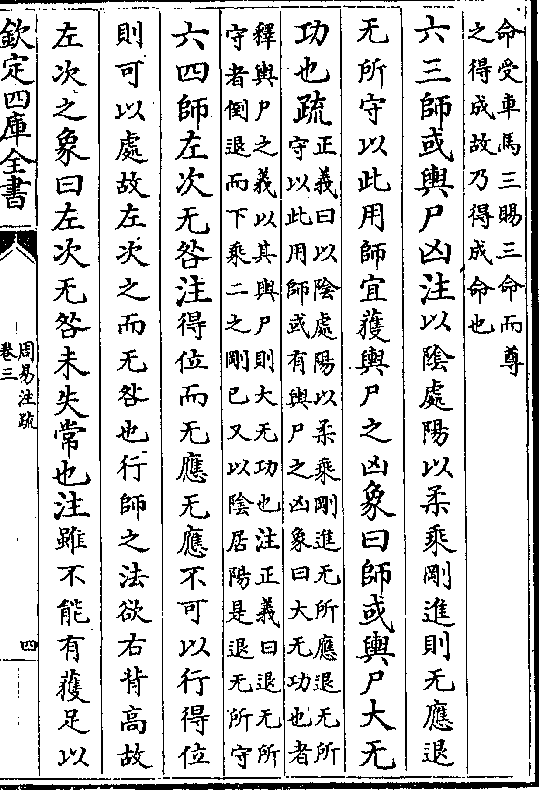 命受車馬三賜三命而尊
之得成故乃得成命也
六三師或輿尸凶注以陰處陽以柔乘剛進則无應退
无所守以此用師宜獲輿尸之凶象曰師或輿尸大无
功也疏
正義曰以陰處陽以柔乘剛進无所應退无所
守以此用師或有輿尸之凶象曰大无功也者
釋輿尸之義以其輿尸則大无功也注正義曰退无所
守者倒退而下乘二之剛已又以陰居陽是退无所守
六四師左次无咎注得位而无應无應不可以行得位
則可以處故左次之而无咎也行師之法欲右背高故
左次之象曰左次无咎未失常也注雖不能有獲足以
欽定四庫全書
周易注疏
卷三
四